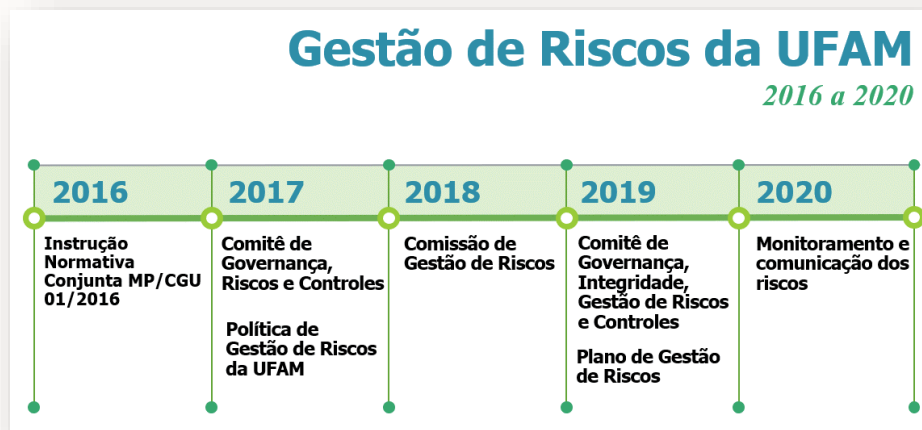 Gestão de Riscos da UFAM
2016 a 2020
2016
2017
2018
2019
2020
Instrução
Normativa
Conjunta MP/CGU
01/2016
Comitê de
Governança,
Riscos e Controles
Política de
Gestão de Riscos
da UFAM
Comissão de
Gestão de Riscos
Comitê de
Governança,
Integridade,
Gestão de Riscos
e Controles
Plano de Gestão
de Riscos
Monitoramento e
comunicação dos
riscos